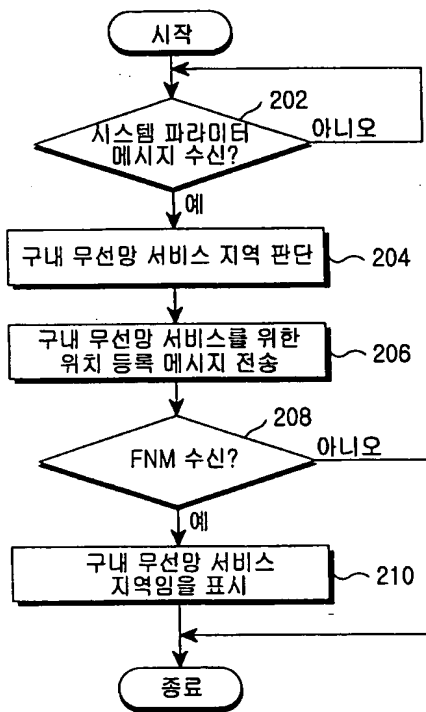 시작
202
시스템 파라미터
메시지 수신?
아니오
예
구내 무선망 서비스 지역 판단
204
구내 무선망 서비스를 위한
위치 등록 메시지 전송
206
208
FNM 수신?
아니오
예
구내 무선망 서비스
지역임을 표시
210
종료